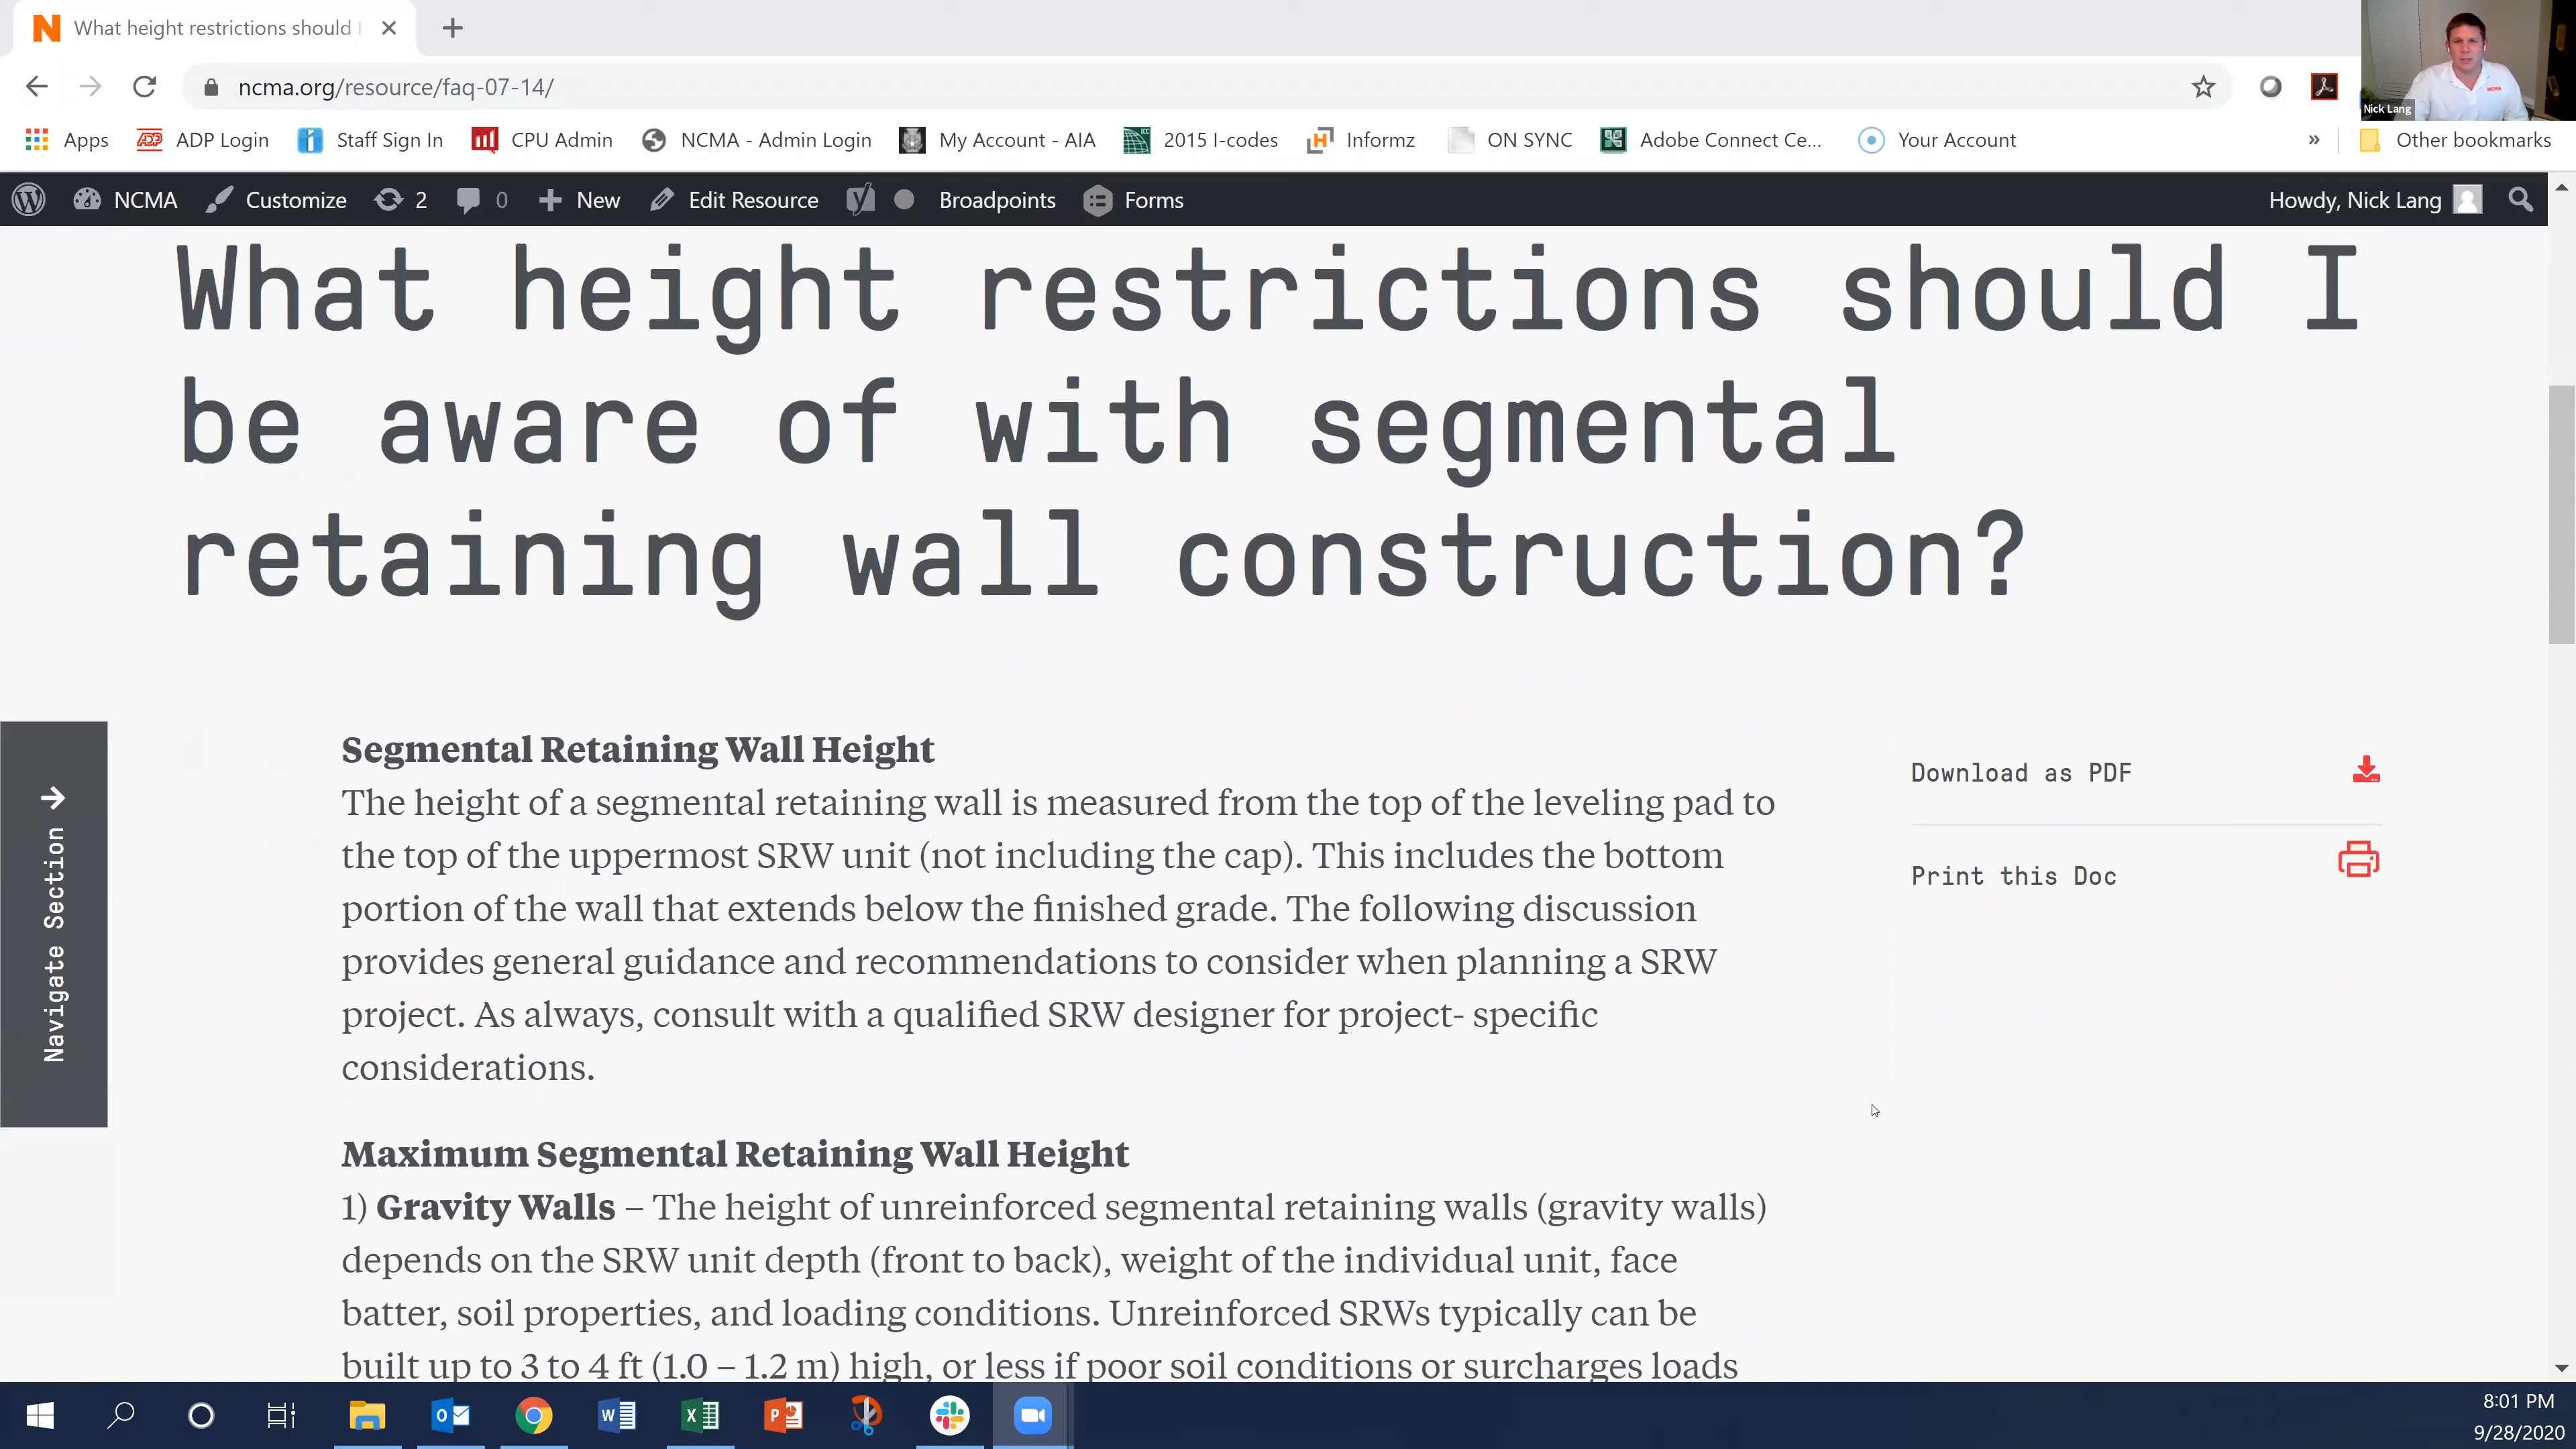 What height restrictions should I
ncma.org/resource/faq-07-14/
Nick Lang
Apps ADP Login Staff Sign In CPU Admin NCMA - Admin Login My Account - AIA 2015 I-codes Informz ON SYNC Adobe Connect Ce... Your Account » Other bookmarks
NCMA Customize 2 0 New Edit Resource Broadpoints Forms Howdy, Nick Lang
What height restrictions should I
be aware of with segmental
retaining wall construction?
Navigate Section
Segmental Retaining Wall Height
The height of a segmental retaining wall is measured from the top of the leveling pad to
the top of the uppermost SRW unit (not including the cap). This includes the bottom
portion of the wall that extends below the finished grade. The following discussion
provides general guidance and recommendations to consider when planning a SRW
project. As always, consult with a qualified SRW designer for project- specific
considerations.
Download as PDF
Print this Doc
Maximum Segmental Retaining Wall Height
1) Gravity Walls – The height of unreinforced segmental retaining walls (gravity walls)
depends on the SRW unit depth (front to back), weight of the individual unit, face
batter, soil properties, and loading conditions. Unreinforced SRWs typically can be
built up to 3 to 4 ft (1.0 – 1.2 m) high, or less if poor soil conditions or surcharges loads
8:01 PM
9/28/2020